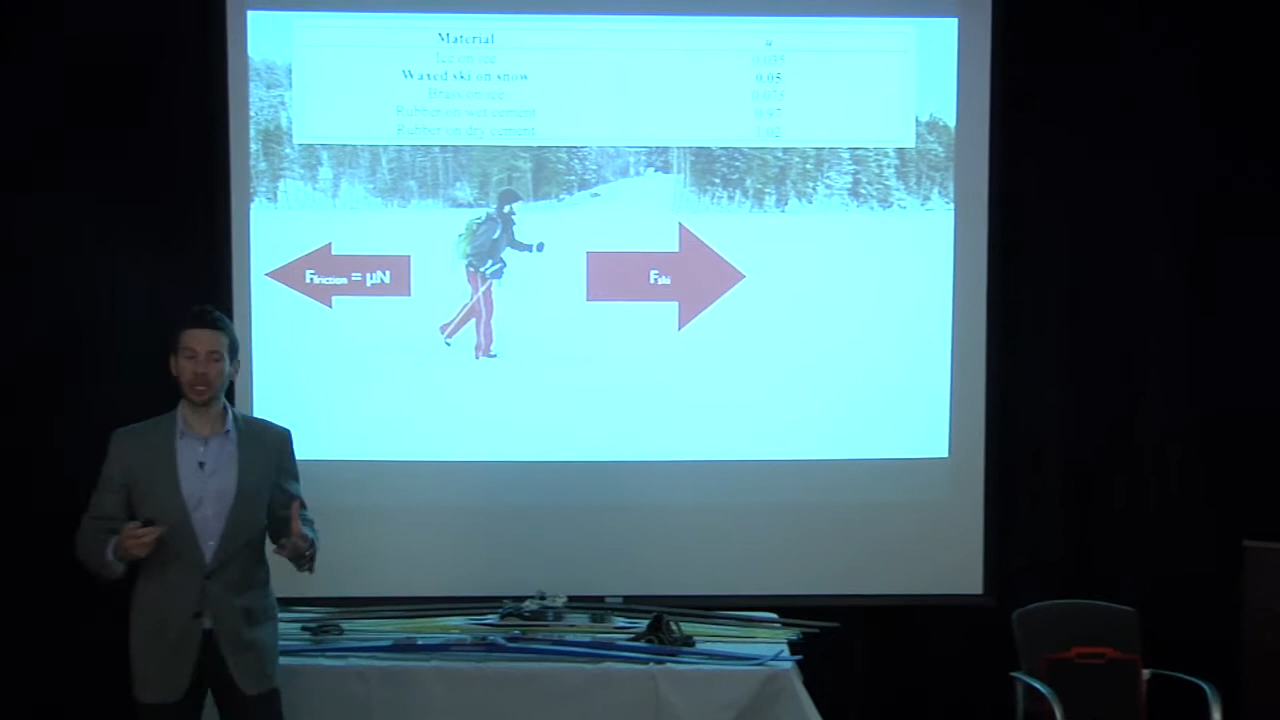 Material μ
Ice on ice 0.035
Waxed ski on snow 0.05
Brass on ice 0.075
Rubber on wet cement 0.97
Rubber on dry cement 1.02
Ffriction = μN
Fski